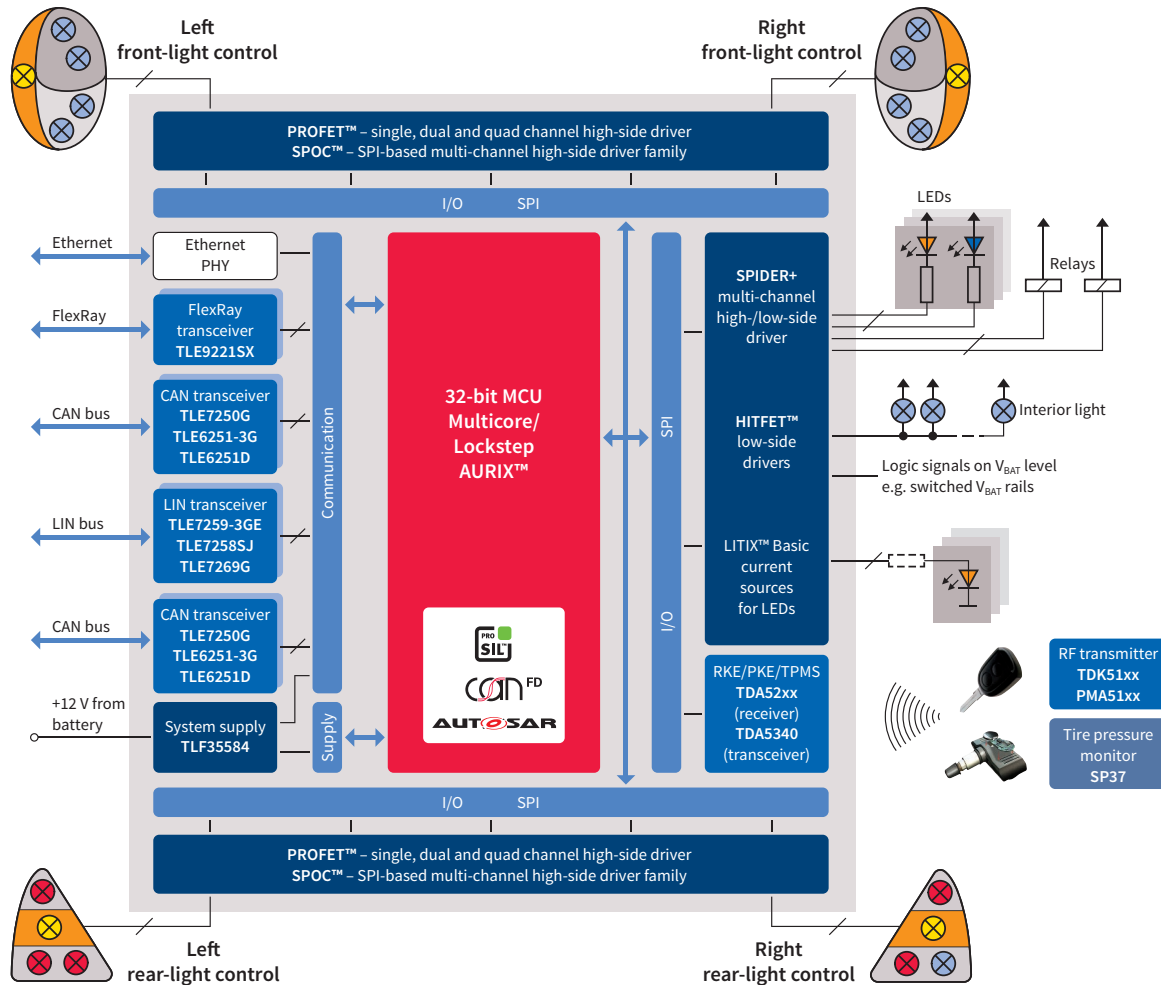 Left
front-light control
Right
front-light control
PROFET™ – single, dual and quad channel high-side driver
SPOC™ – SPI-based multi-channel high-side driver family
I/O SPI
Ethernet
Ethernet
PHY
FlexRay
FlexRay
transceiver
TLE9221SX
CAN bus
CAN transceiver
TLE7250G
TLE6251-3G
TLE6251D
LIN bus
LIN transceiver
TLE7259-3GE
TLE7258SJ
TLE7269G
CAN bus
CAN transceiver
TLE7250G
TLE6251-3G
TLE6251D
+12 V from
battery
System supply
TLF35584
Communication
Supply
32-bit MCU
Multicore/
Lockstep
AURIX™
PRO
SIL
CAN FD
AUTOSAR
SPI
I/O
SPIDER+
multi-channel
high-/low-side
driver
HITFET™
low-side
drivers
LITIX™ Basic
current
sources
for LEDs
RKE/PKE/TPMS
TDA52xx
(receiver)
TDA5340
(transceiver)
LEDs
Relays
Interior light
Logic signals on VBAT level
e.g. switched VBAT rails
RF transmitter
TDK51xx
PMA51xx
Tire pressure
monitor
SP37
I/O SPI
PROFET™ – single, dual and quad channel high-side driver
SPOC™ – SPI-based multi-channel high-side driver family
Left
rear-light control
Right
rear-light control